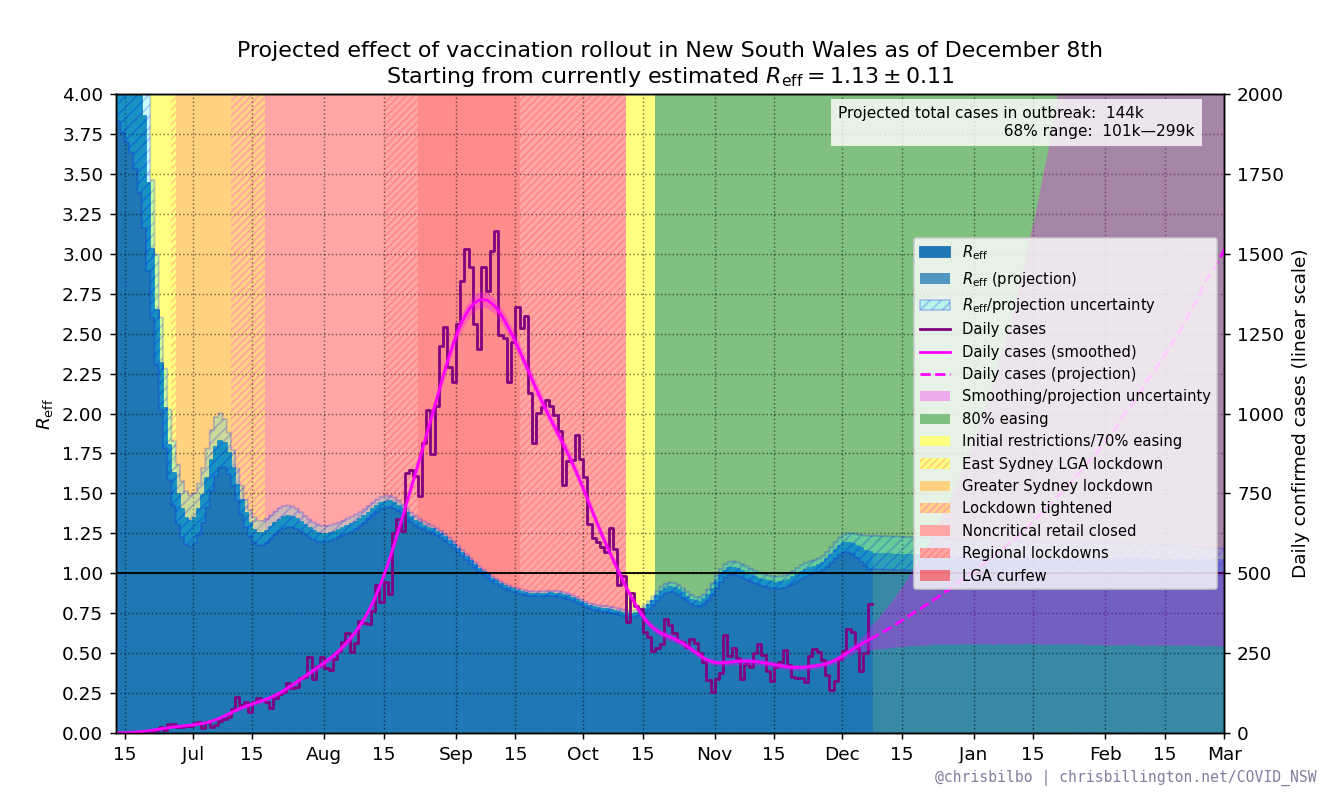 Projected effect of vaccination rollout in New South Wales as of December 8th
Starting from currently estimated R_eff = 1.13 ± 0.11
Projected total cases in outbreak: 144k
68% range: 101k—299k
R_eff
4.00
3.75
3.50
3.25
3.00
2.75
2.50
2.25
2.00
1.75
1.50
1.25
1.00
0.75
0.50
0.25
0.00
2000
1750
1500
1250
1000
750
500
250
0
Daily confirmed cases (linear scale)
R_eff
R_eff (projection)
R_eff/projection uncertainty
Daily cases
Daily cases (smoothed)
Daily cases (projection)
Smoothing/projection uncertainty
80% easing
Initial restrictions/70% easing
East Sydney LGA lockdown
Greater Sydney lockdown
Lockdown tightened
Noncritical retail closed
Regional lockdowns
LGA curfew
15 Jul 15 Aug 15 Sep 15 Oct 15 Nov 15 Dec 15 Jan 15 Feb 15 Mar
@chrisbilbo | chrisbillington.net/COVID_NSW